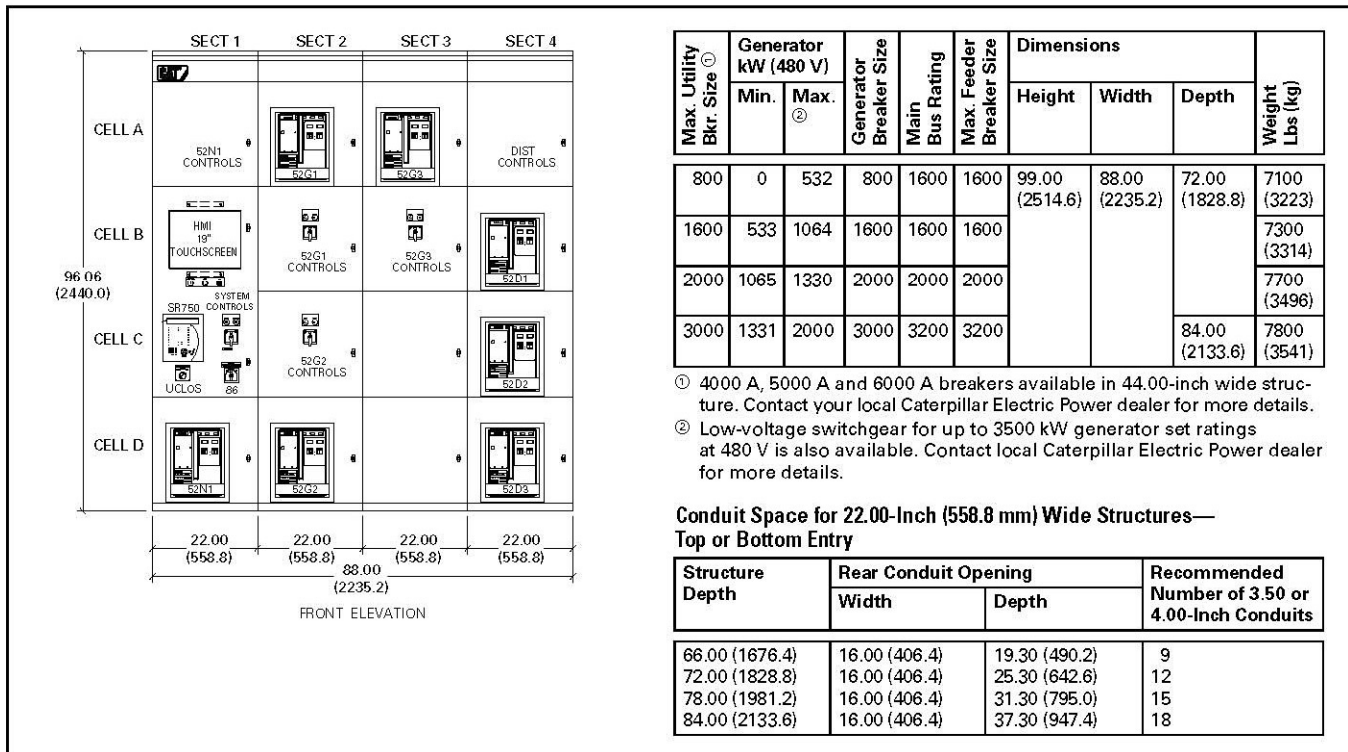 SECT 1 SECT 2 SECT 3 SECT 4
CAT
CELL A
52N1
CONTROLS
52G1
52G3
DIST
CONTROLS
CELL B
HMI
19"
TOUCHSCREEN
52G1
CONTROLS
52G3
CONTROLS
52D1
96.06
(2440.0)
CELL C
SR750
SYSTEM
CONTROLS
UCLOS
86
52G2
CONTROLS
52D2
CELL D
52N1
52G2
52D3
22.00 22.00 22.00 22.00
(558.8) (558.8) (558.8) (558.8)
88.00
(2235.2)
FRONT ELEVATION
Max. Utility
Bkr. Size ①
Generator
kW (480 V)
Min. Max.
②
Generator
Breaker Size
Main
Bus Rating
Max. Feeder
Breaker Size
Dimensions
Height Width Depth
Weight
Lbs (kg)
800 0 532 800 1600 1600 99.00 88.00 72.00 7100
(2514.6) (2235.2) (1828.8) (3223)
1600 533 1064 1600 1600 1600 7300
(3314)
2000 1065 1330 2000 2000 2000 7700
(3496)
3000 1331 2000 3000 3200 3200 84.00 7800
(2133.6) (3541)
① 4000 A, 5000 A and 6000 A breakers available in 44.00-inch wide struc-
ture. Contact your local Caterpillar Electric Power dealer for more details.
② Low-voltage switchgear for up to 3500 kW generator set ratings
at 480 V is also available. Contact local Caterpillar Electric Power dealer
for more details.
Conduit Space for 22.00-Inch (558.8 mm) Wide Structures—
Top or Bottom Entry
Structure
Depth
Rear Conduit Opening
Width Depth
Recommended
Number of 3.50 or
4.00-Inch Conduits
66.00 (1676.4) 16.00 (406.4) 19.30 (490.2) 9
72.00 (1828.8) 16.00 (406.4) 25.30 (642.6) 12
78.00 (1981.2) 16.00 (406.4) 31.30 (795.0) 15
84.00 (2133.6) 16.00 (406.4) 37.30 (947.4) 18